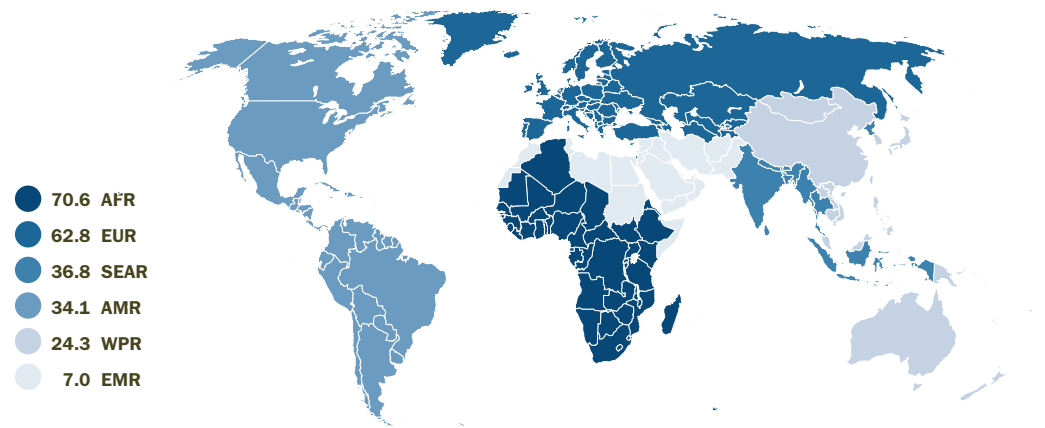 70.6 AFR
62.8 EUR
36.8 SEAR
34.1 AMR
24.3 WPR
7.0 EMR